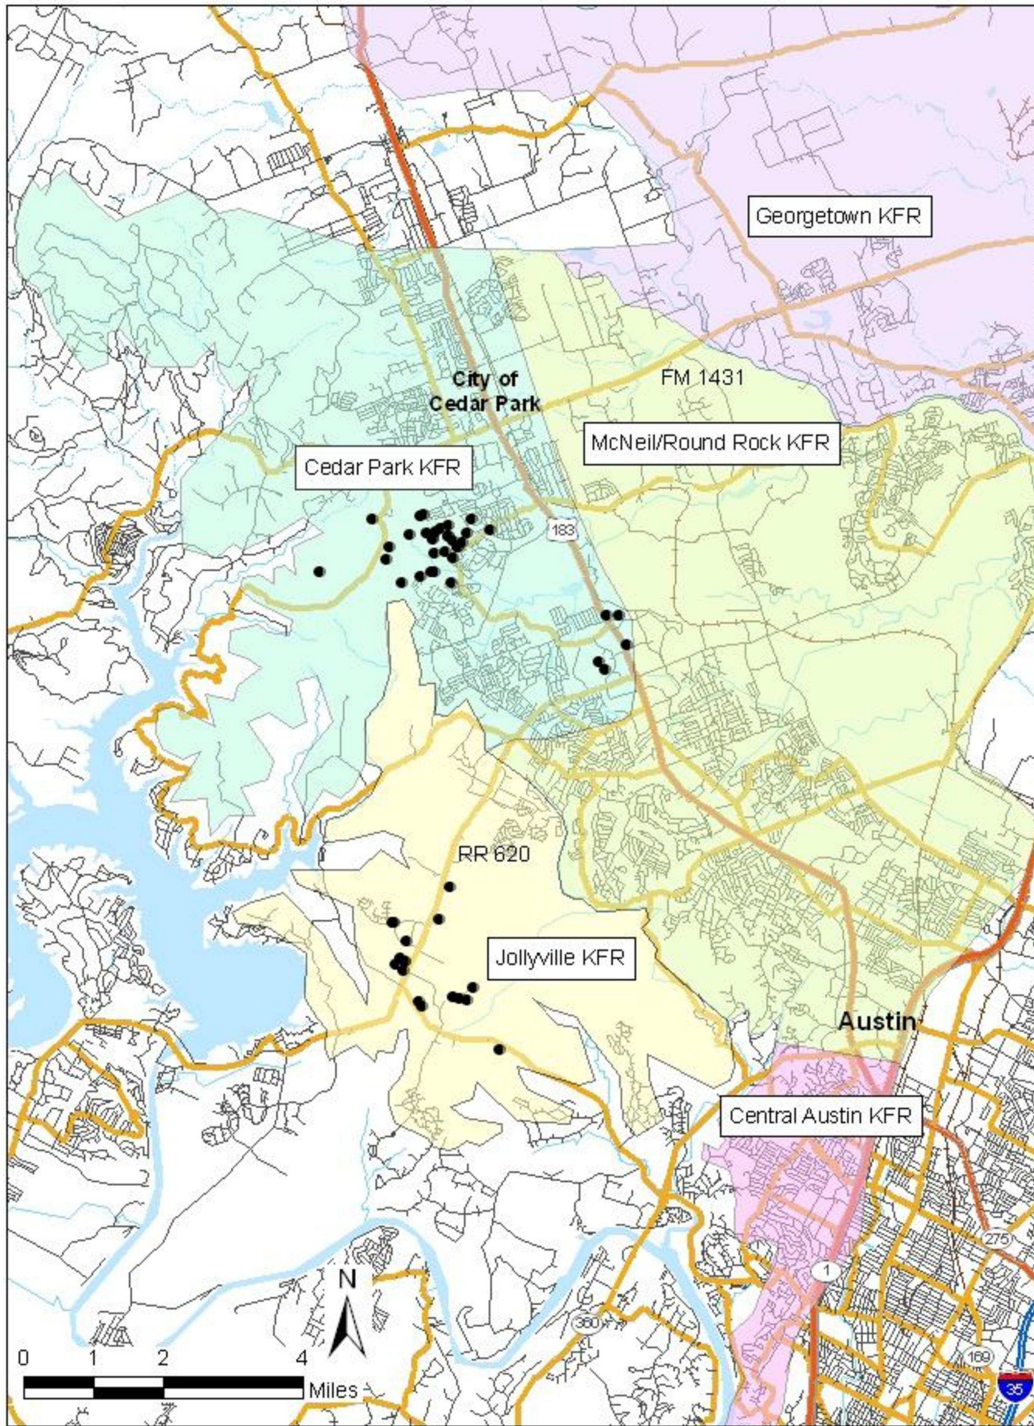 Georgetown KFR
FM 1431
City of
Cedar Park
McNeil/Round Rock KFR
Cedar Park KFR
183
RR 620
Jollyville KFR
Austin
Central Austin KFR
275
1
N
360
0 1 2 4
Miles
169
35